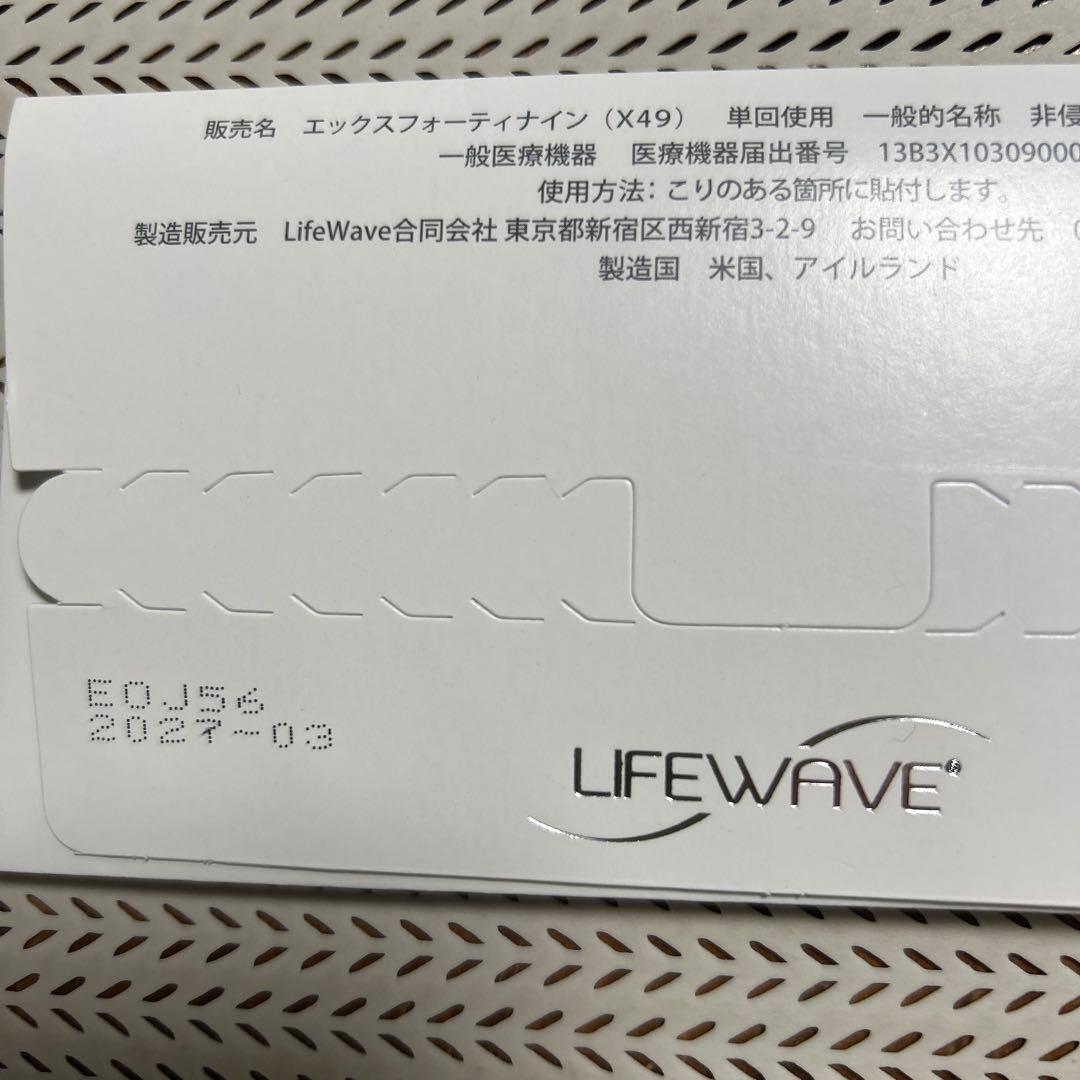 販売名 エックスフォーティナイン（X49） 単回使用 一般的名称 非侵
一般医療機器 医療機器届出番号 13B3X10309000
使用方法：こりのある箇所に貼付します。
製造販売元 LifeWave合同会社 東京都新宿区西新宿3-2-9 お問い合わせ先
製造国 米国、アイルランド
EOJ56
2027-03
LIFEWAVE®